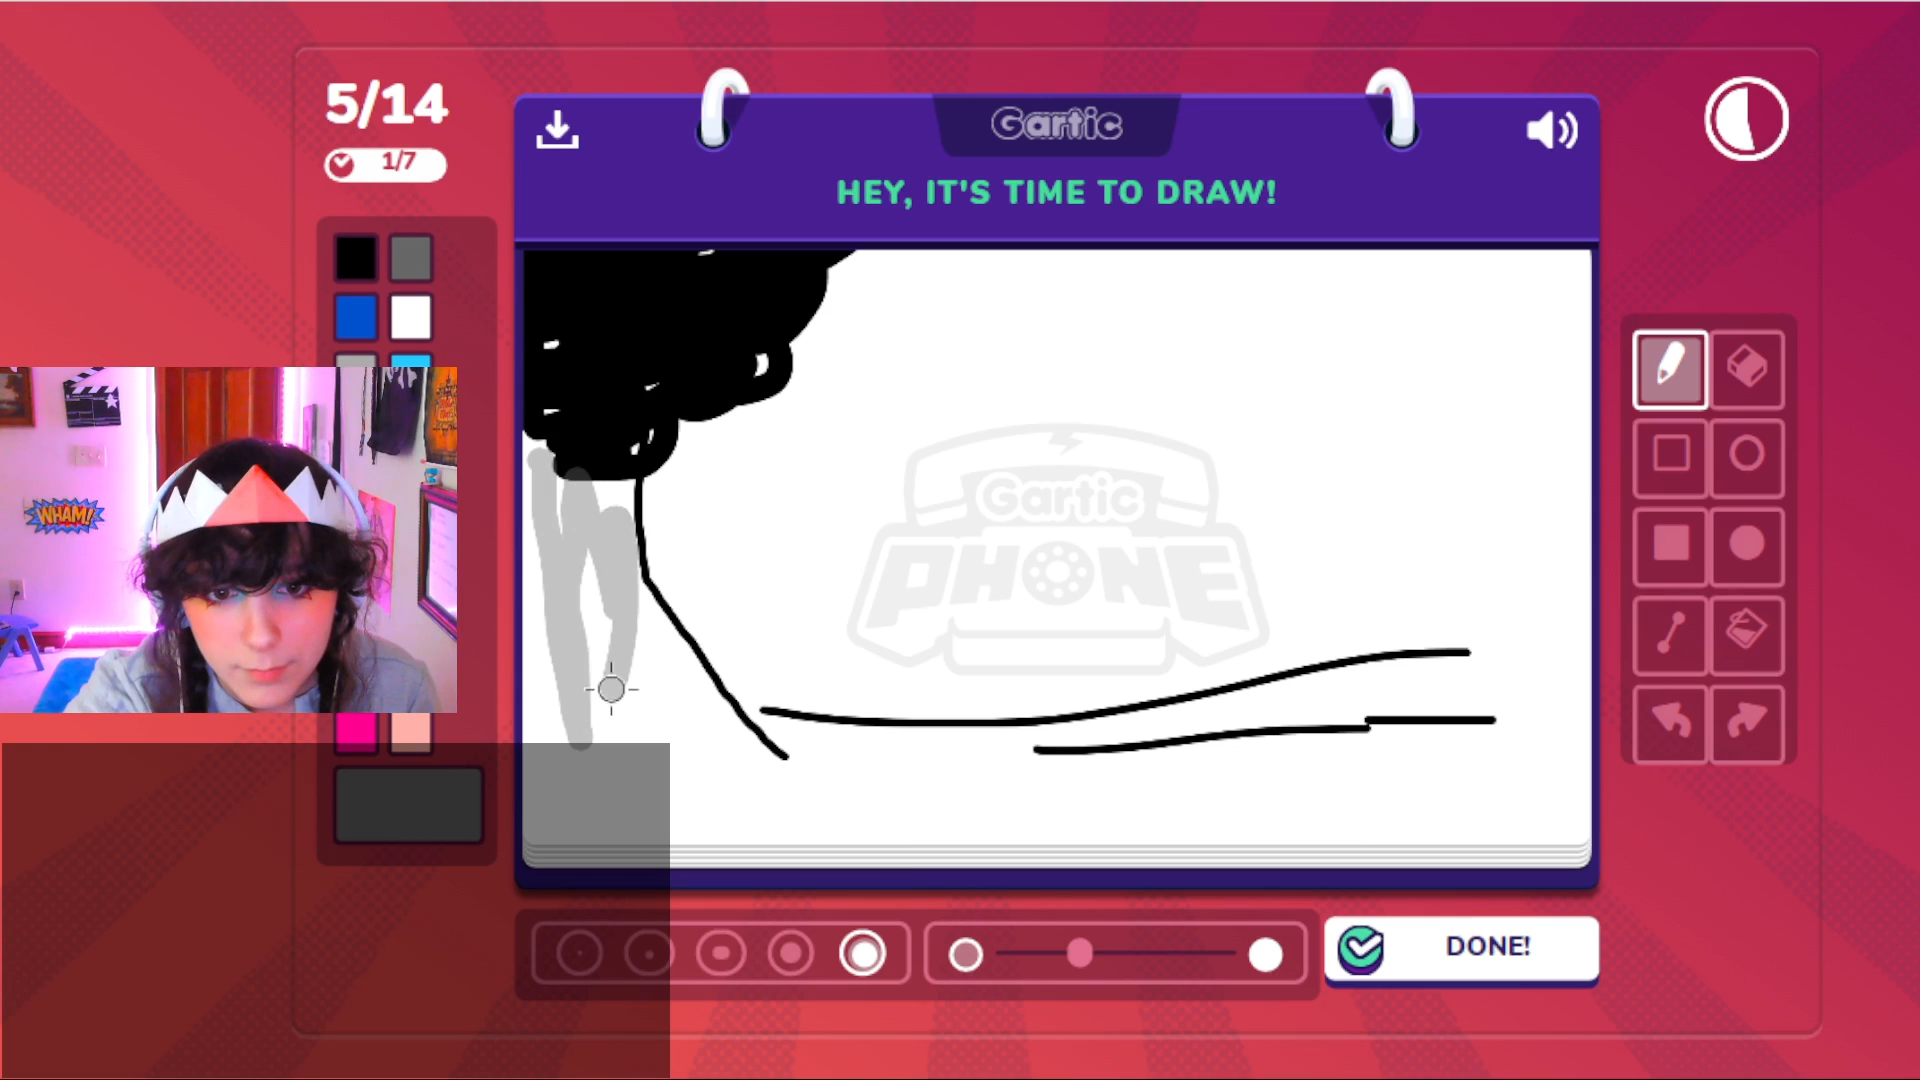 5/14
1/7
Gartic
HEY, IT'S TIME TO DRAW!
Gartic
PHONE
WHAM!
DONE!